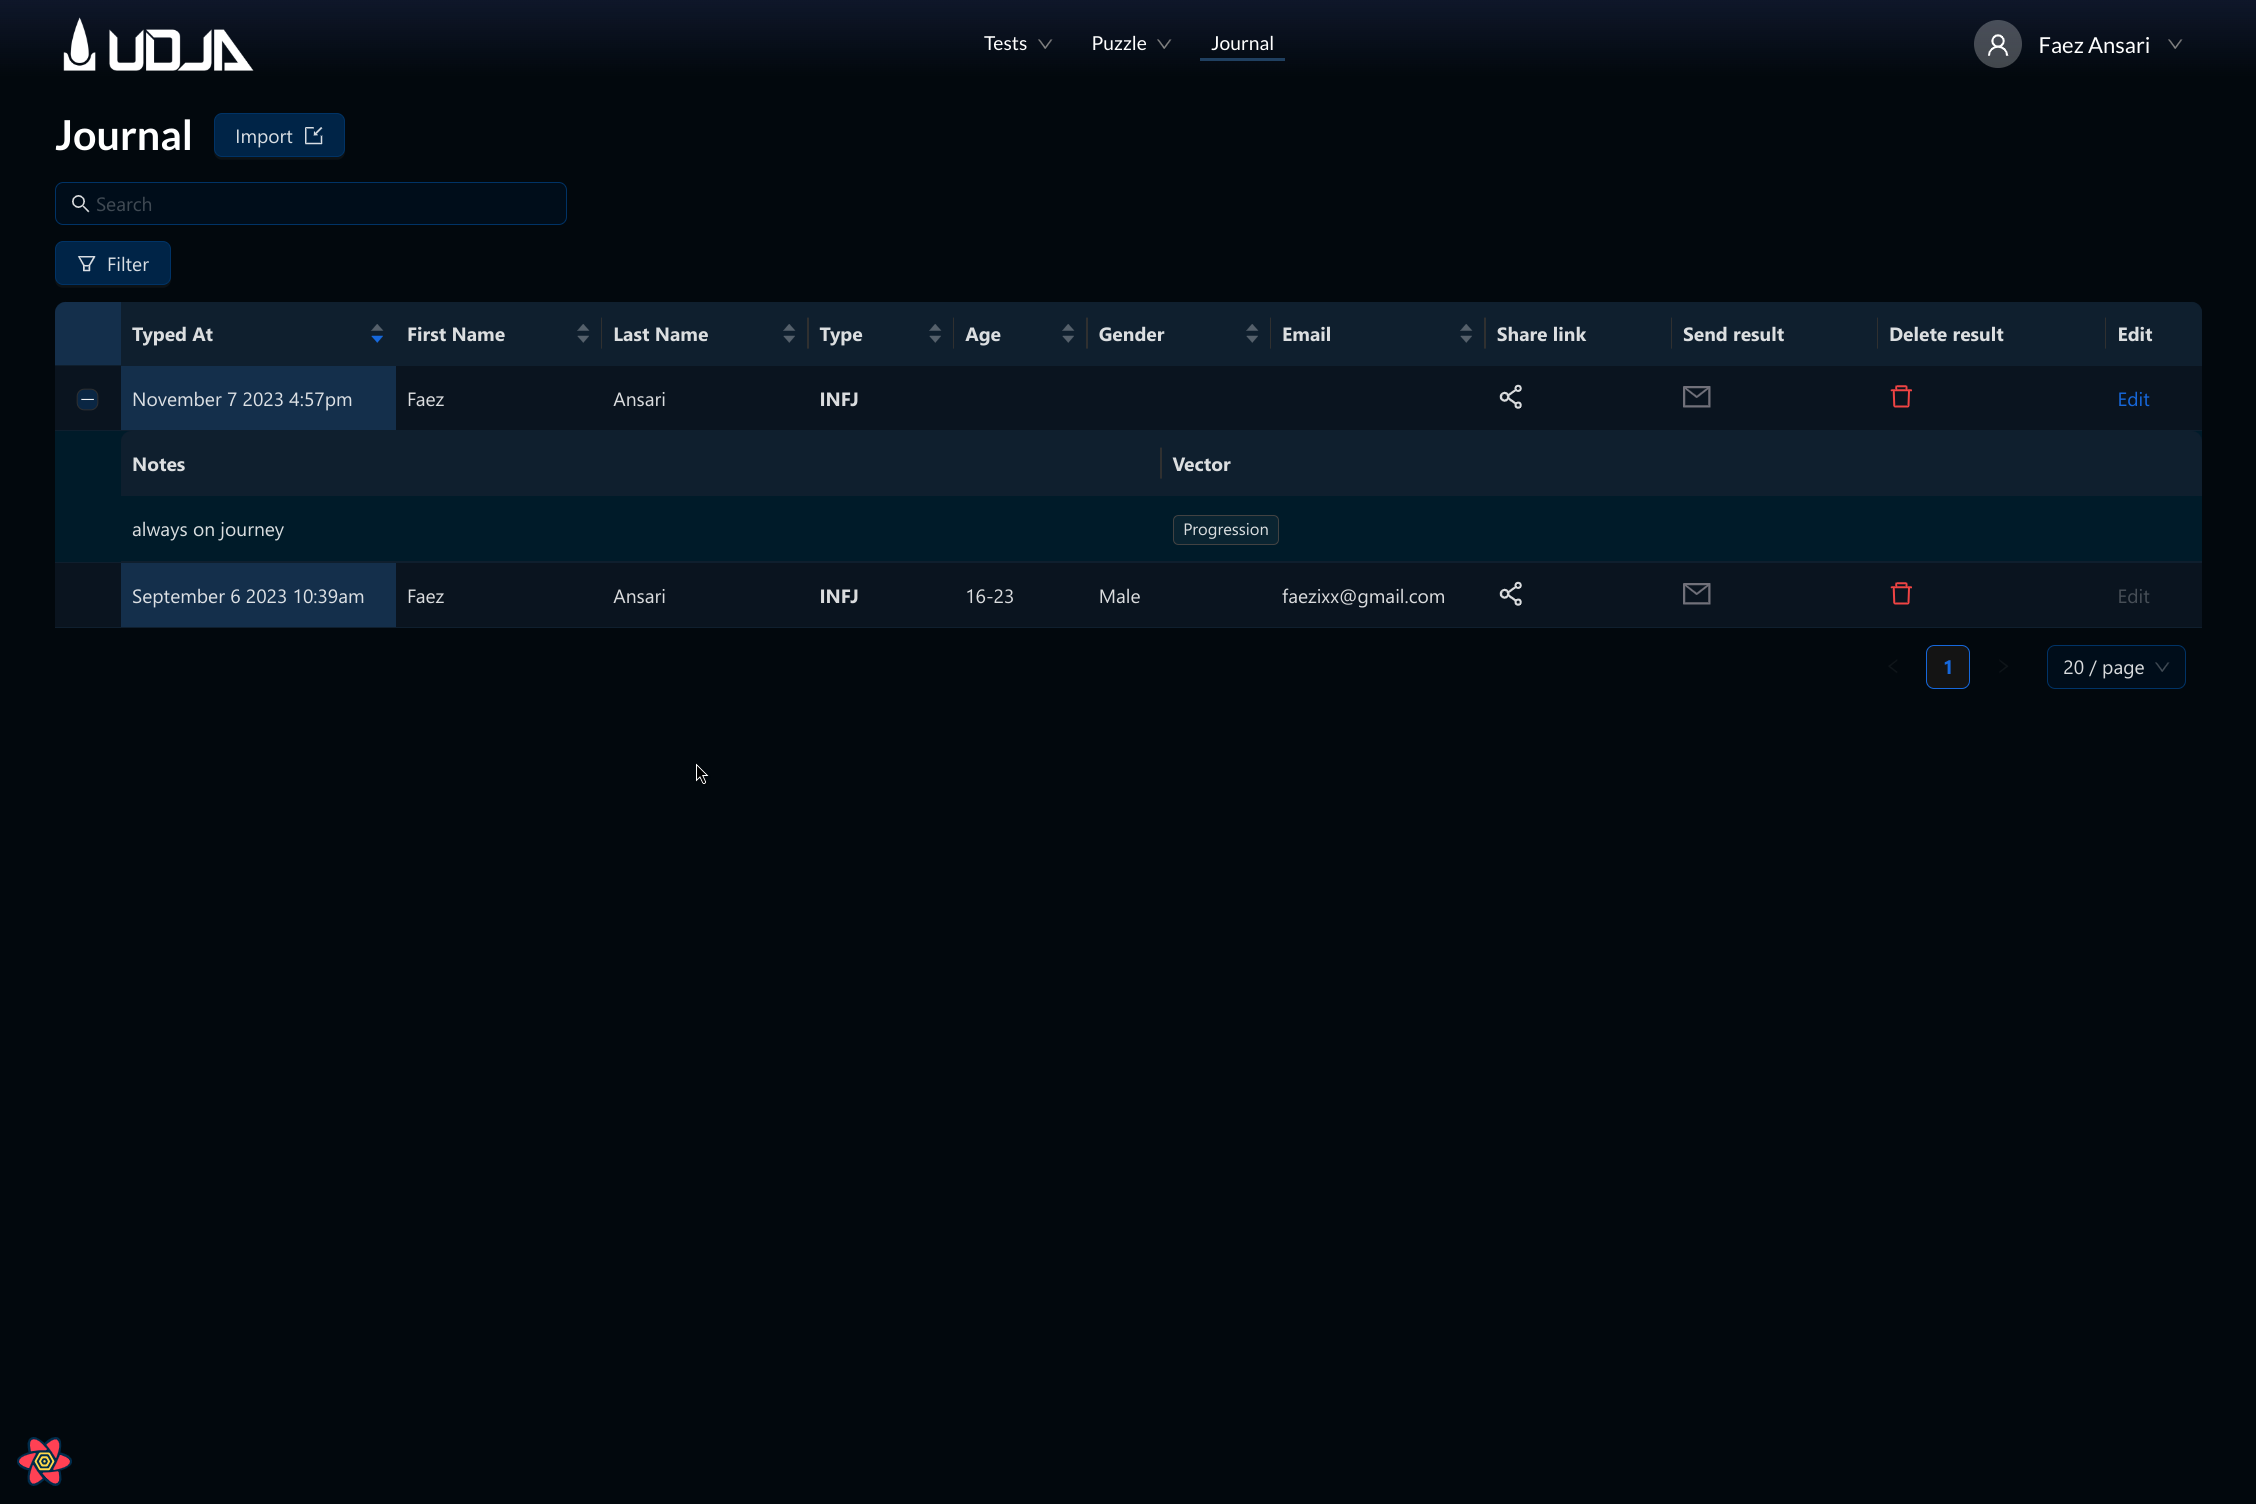 UDJA
Tests Puzzle Journal
Faez Ansari
Journal Import
Search
Filter
Typed At First Name Last Name Type Age Gender Email Share link Send result Delete result Edit
November 7 2023 4:57pm Faez Ansari INFJ Edit
Notes Vector
always on journey Progression
September 6 2023 10:39am Faez Ansari INFJ 16-23 Male faezixx@gmail.com Edit
1 20 / page